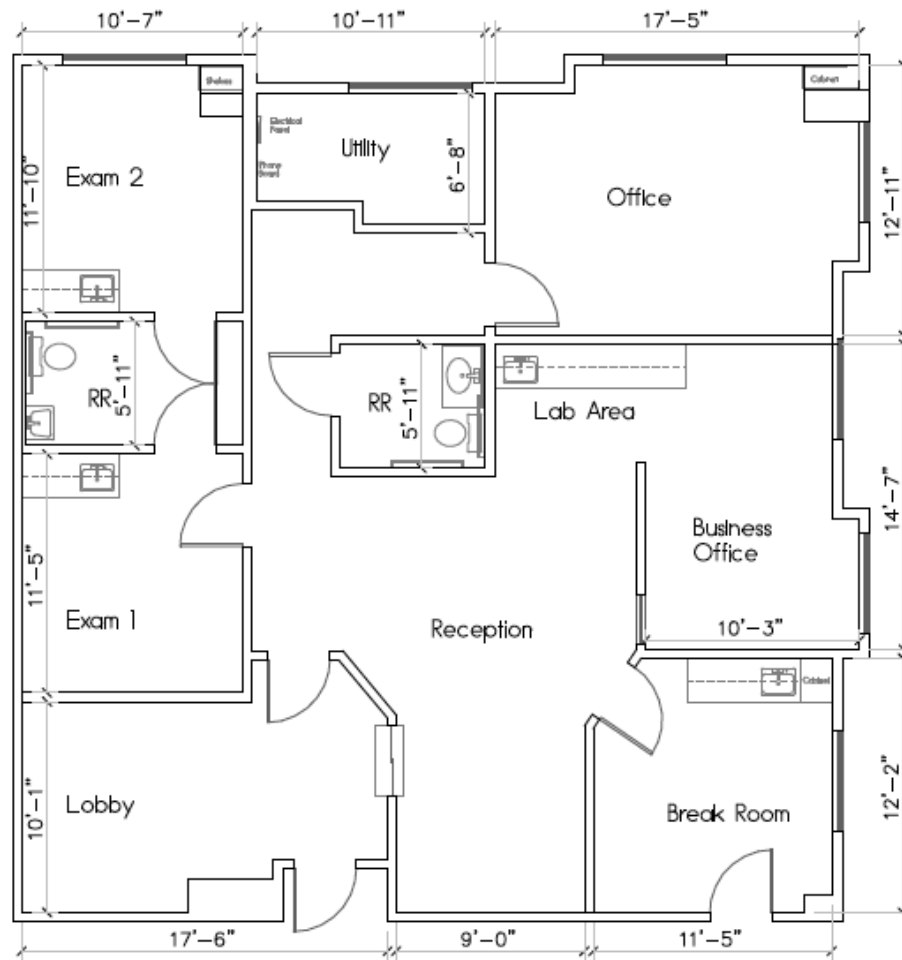 10'-7"
10'-11"
17'-5"
Shelves
Cabinet
Electrical
Panel
Utility
Phone
Board
6'-8"
Exam 2
11'-10"
Office
12'-11"
RR
5'-11"
RR
5'-11"
Lab Area
14'-7"
Business
Office
11'-5"
Exam 1
Reception
10'-3"
Cabinet
Lobby
10'-1"
Break Room
12'-2"
17'-6"
9'-0"
11'-5"